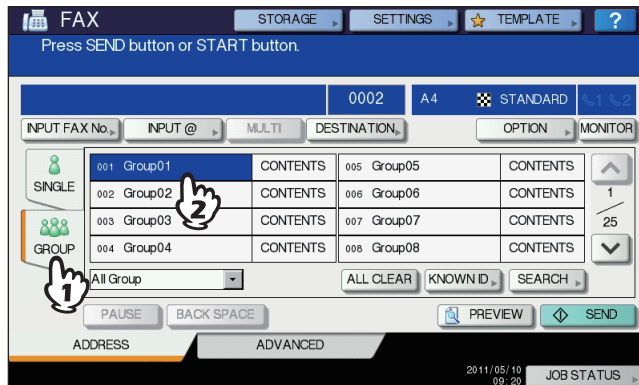 FAX STORAGE SETTINGS TEMPLATE ?
Press SEND button or START button.
0002 A4 STANDARD 1 2
INPUT FAX No. INPUT @ MULTI DESTINATION OPTION MONITOR
SINGLE
GROUP
001 Group01 CONTENTS 005 Group05 CONTENTS
002 Group02 CONTENTS 006 Group06 CONTENTS
003 Group03 CONTENTS 007 Group07 CONTENTS
004 Group04 CONTENTS 008 Group08 CONTENTS
1
25
2
1
All Group ALL CLEAR KNOWN ID SEARCH
PAUSE BACK SPACE PREVIEW SEND
ADDRESS ADVANCED
2011/05/10
09:20 JOB STATUS